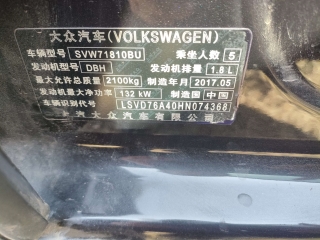 大众汽车(VOLKSWAGEN)
车辆型号 SVW71810BU 乘坐人数 5
发动机型号 DBH 发动机排量 1.8 L
最大允许总质量 2100kg 制造年月 2017.05
发动机最大净功率 132 kW 制造国 中国
车辆识别代号 LSVD76A40HN074368
上汽大众汽车有限公司